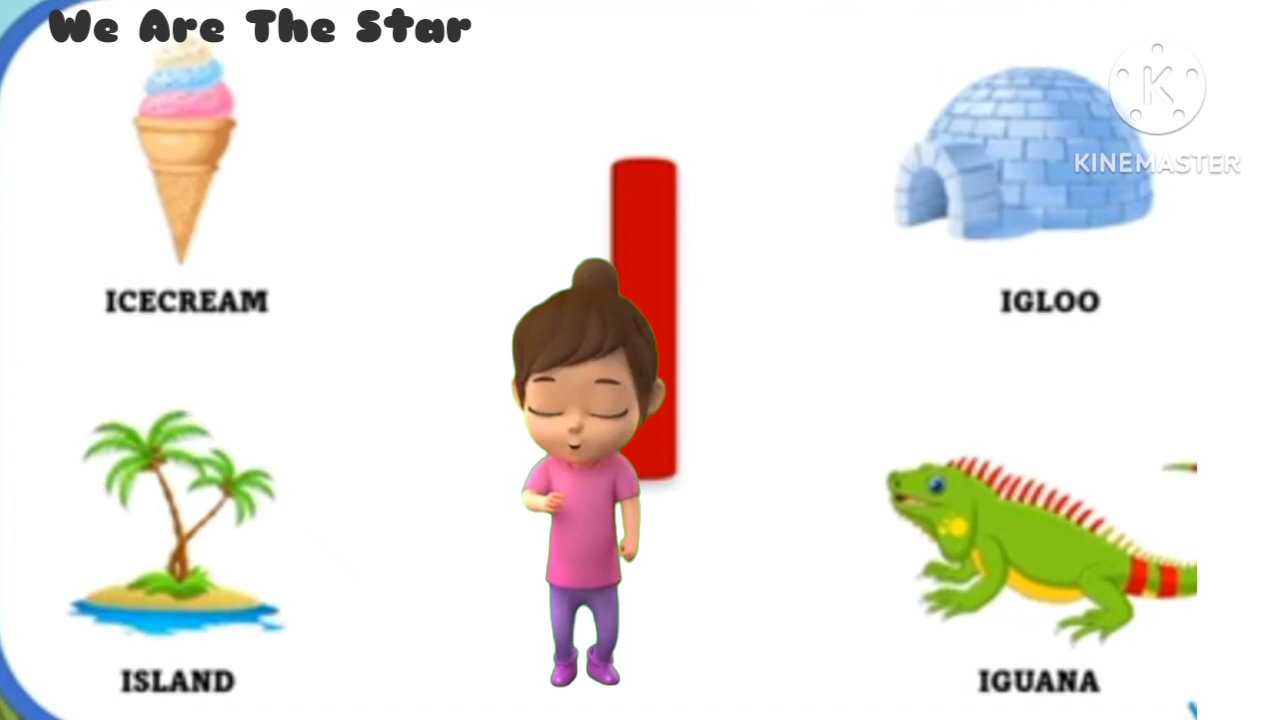 We Are The Star
K
KINEMASTER
ICECREAM
I
IGLOO
ISLAND
IGUANA